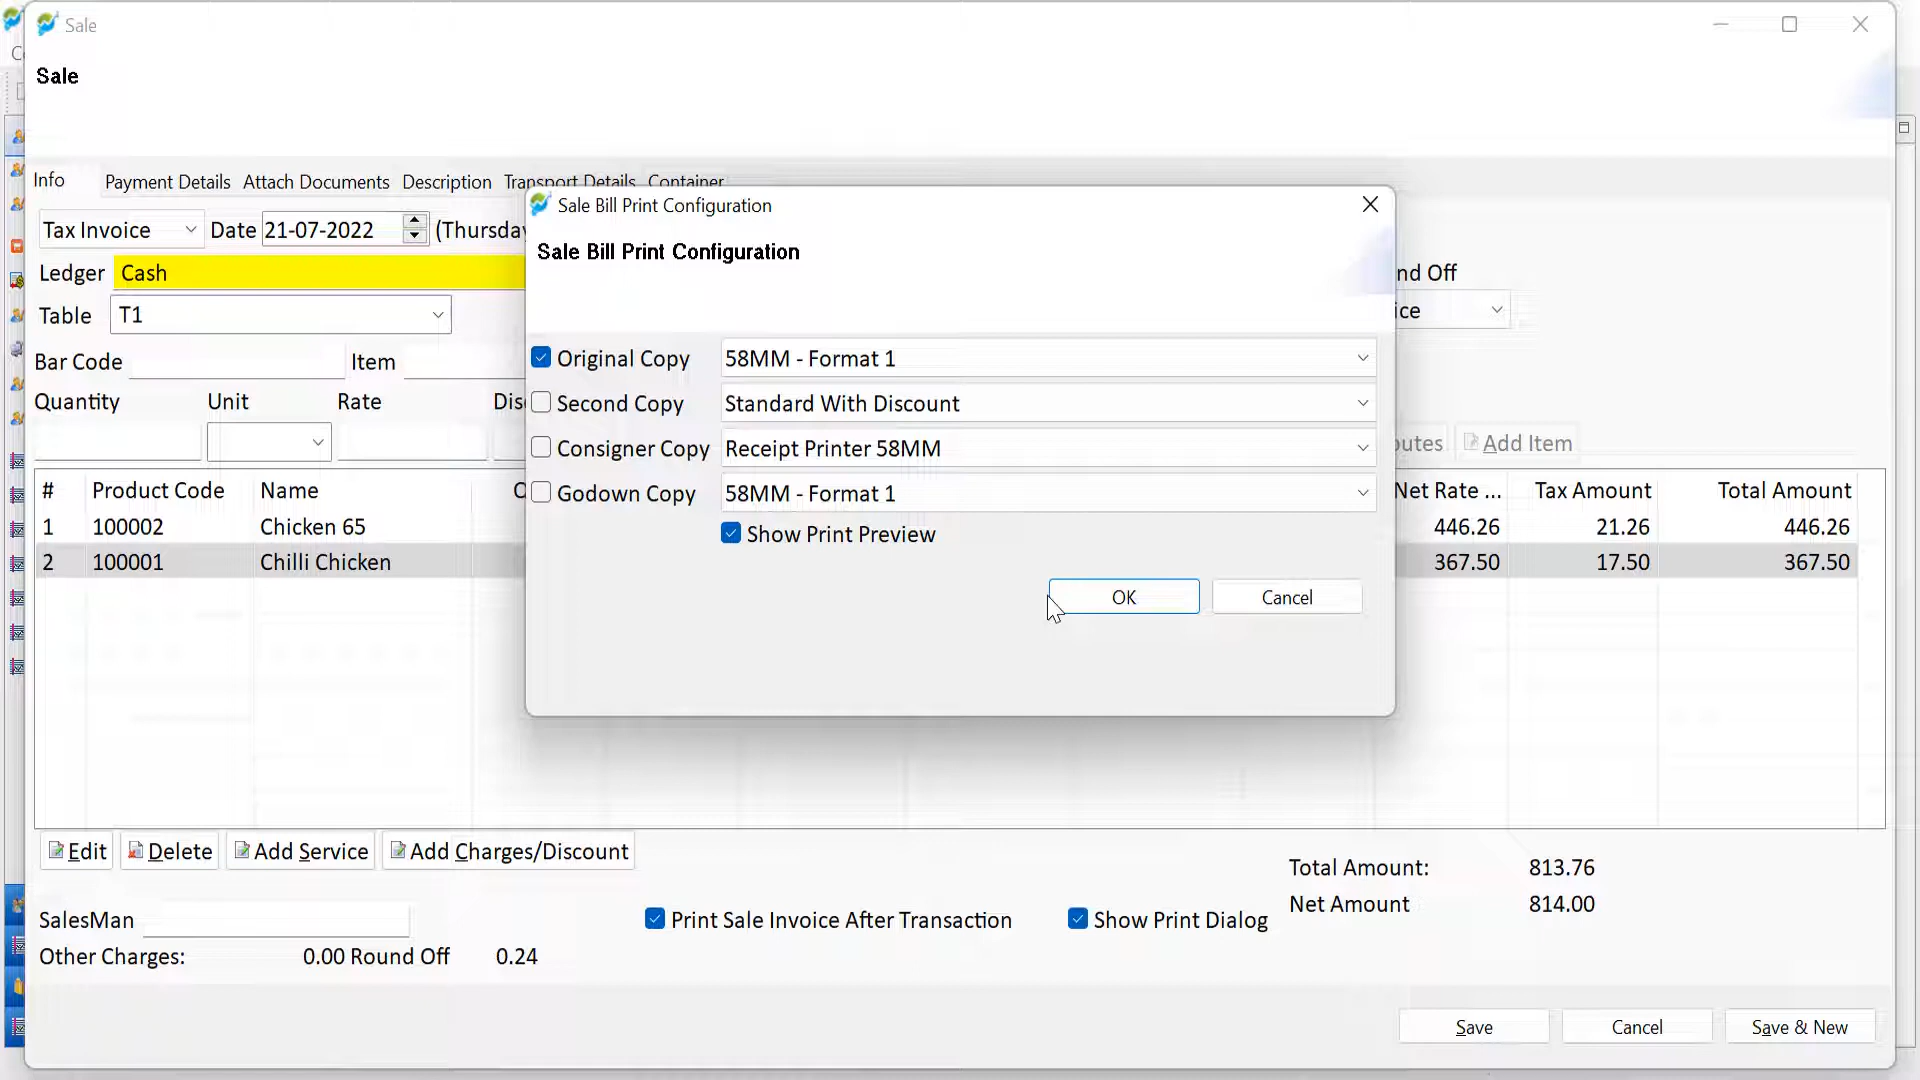 Sale
Sale
Info Payment Details Attach Documents Description Transport Details Container
Tax Invoice Date 21-07-2022 (Thursda
Ledger Cash
Table T1
Bar Code Item
Quantity Unit Rate Dis
Sale Bill Print Configuration
Sale Bill Print Configuration
Original Copy 58MM - Format 1
Second Copy Standard With Discount
Consigner Copy Receipt Printer 58MM
Godown Copy 58MM - Format 1
Show Print Preview
OK Cancel
nd Off
ice
butes Add Item
# Product Code Name Net Rate ... Tax Amount Total Amount
1 100002 Chicken 65 446.26 21.26 446.26
2 100001 Chilli Chicken 367.50 17.50 367.50
Edit Delete Add Service Add Charges/Discount
Total Amount: 813.76
Net Amount 814.00
SalesMan Print Sale Invoice After Transaction Show Print Dialog
Other Charges: 0.00 Round Off 0.24
Save Cancel Save & New